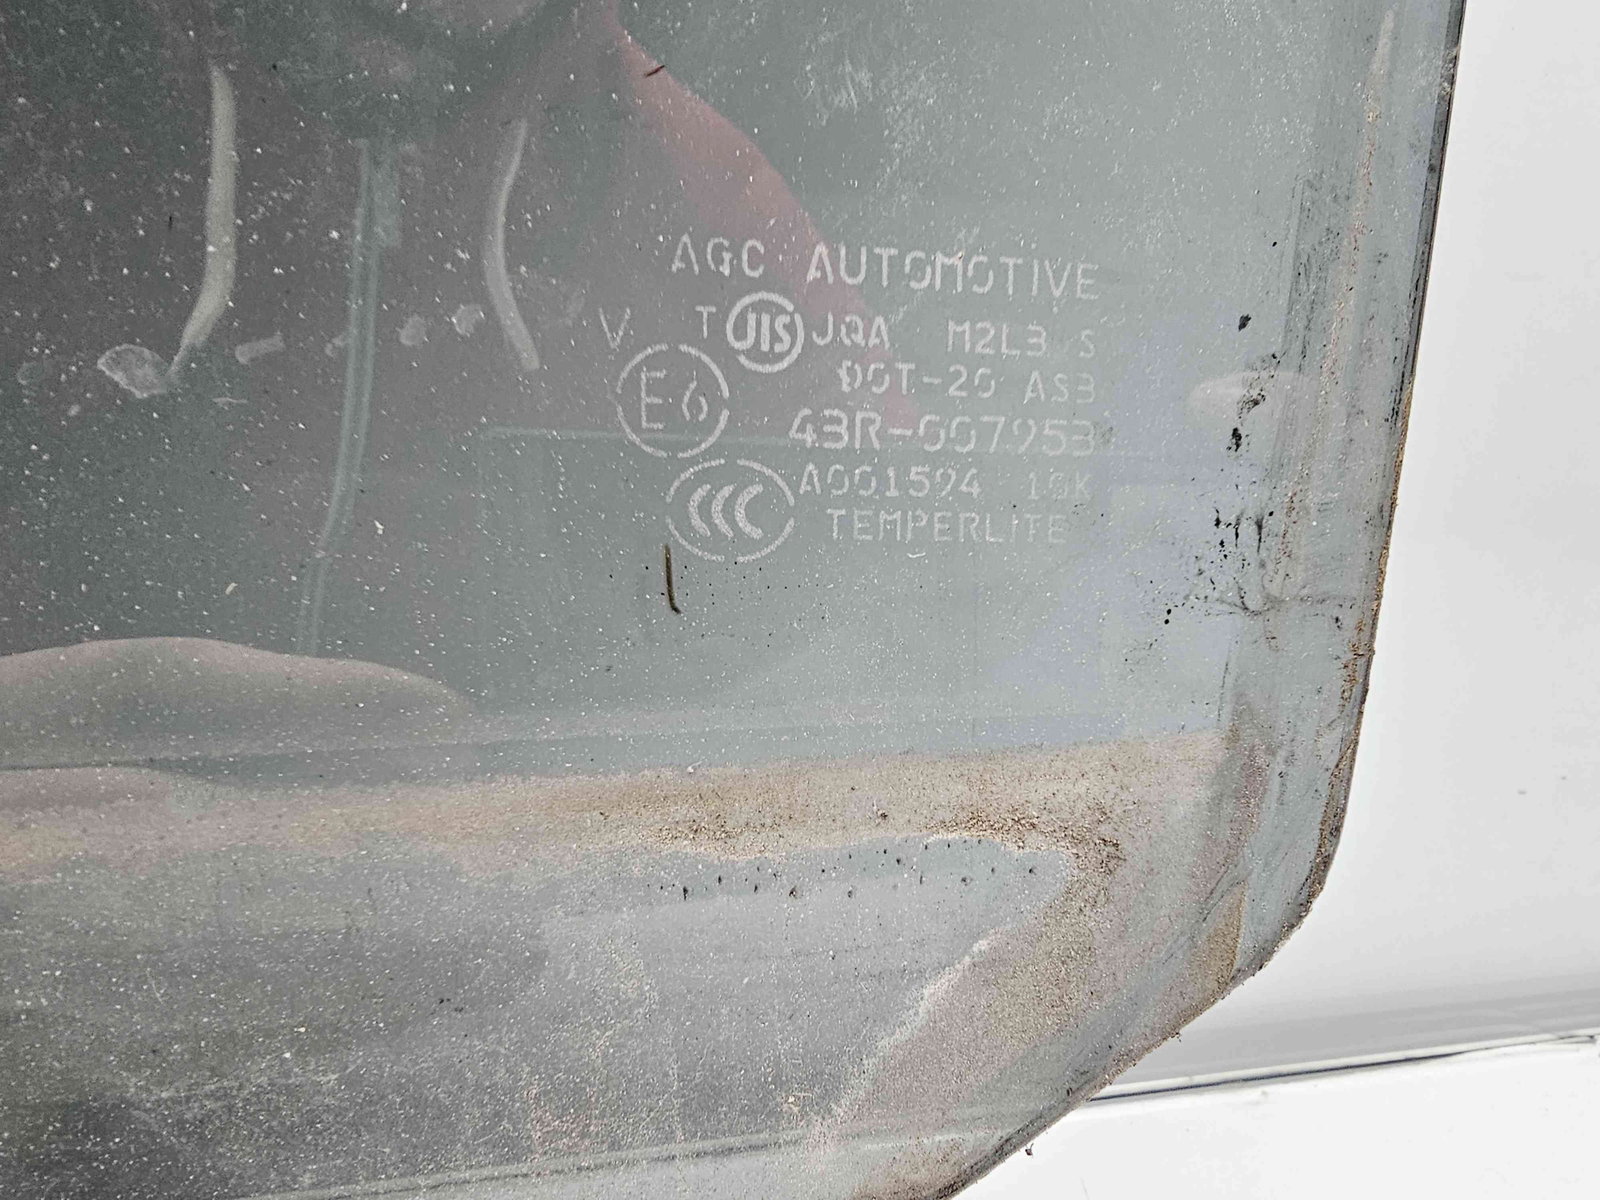 AGC AUTOMOTIVE
V T JIS JQA M2L3 S
DOT-20 AS3
E6 43R-007953
CCC A001594 10K
TEMPERLITE